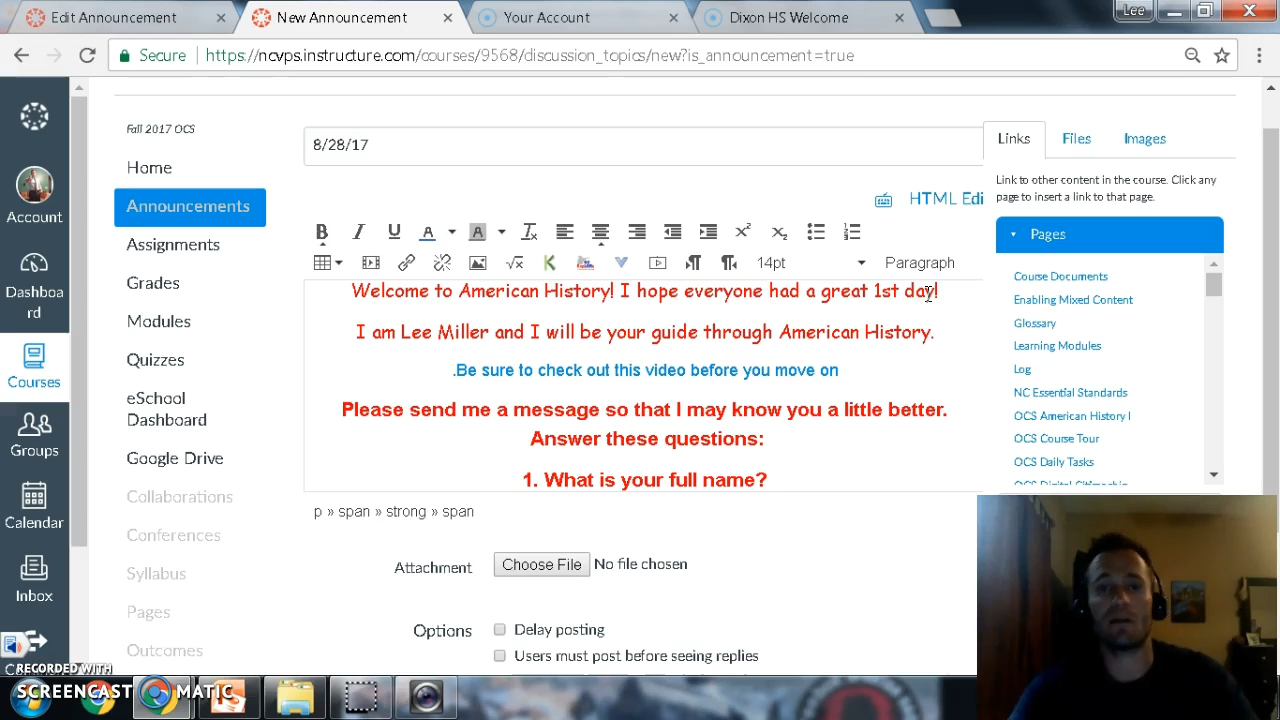 Edit Announcement
New Announcement
Your Account
Dixon HS Welcome
Lee
Secure
https://ncvps.instructure.com/courses/9568/discussion_topics/new?is_announcement=true
Account
Dashboa
rd
Courses
Groups
Calendar
Inbox
Fall 2017 OCS
Home
Announcements
Assignments
Grades
Modules
Quizzes
eSchool
Dashboard
Google Drive
Collaborations
Conferences
Syllabus
Pages
Outcomes
8/28/17
HTML Edi
14pt
Paragraph
Welcome to American History! I hope everyone had a great 1st day!
I am Lee Miller and I will be your guide through American History.
.Be sure to check out this video before you move on
Please send me a message so that I may know you a little better.
Answer these questions:
1. What is your full name?
p » span » strong » span
Attachment
Choose File No file chosen
Options
Delay posting
Users must post before seeing replies
Links
Files
Images
Link to other content in the course. Click any
page to insert a link to that page.
Pages
Course Documents
Enabling Mixed Content
Glossary
Learning Modules
Log
NC Essential Standards
OCS American History I
OCS Course Tour
OCS Daily Tasks
OCS Digital Citizenship
RECORDED WITH
SCREENCAST MATIC